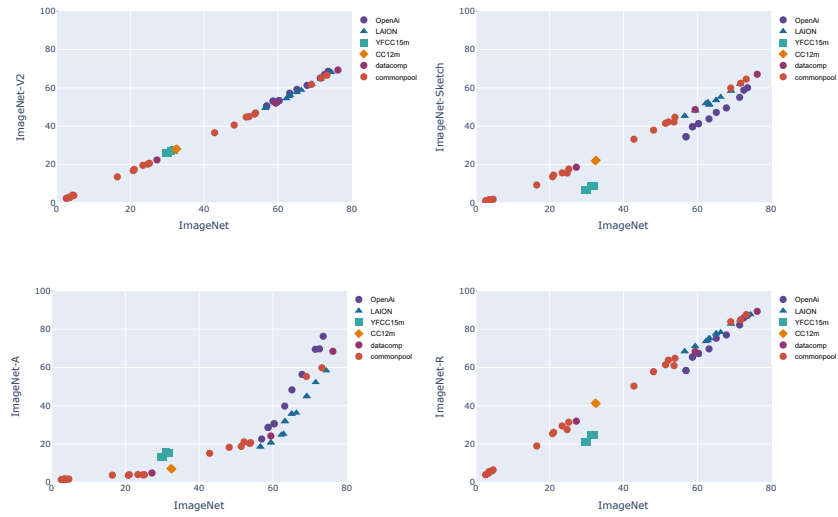 100
80
60
40
20
0
0 20 40 60 80
ImageNet-V2
ImageNet
OpenAi
LAION
YFCC15m
CC12m
datacomp
commonpool
100
80
60
40
20
0
0 20 40 60 80
ImageNet-Sketch
ImageNet
OpenAi
LAION
YFCC15m
CC12m
datacomp
commonpool
100
80
60
40
20
0
0 20 40 60 80
ImageNet-A
ImageNet
OpenAi
LAION
YFCC15m
CC12m
datacomp
commonpool
100
80
60
40
20
0
0 20 40 60 80
ImageNet-R
ImageNet
OpenAi
LAION
YFCC15m
CC12m
datacomp
commonpool